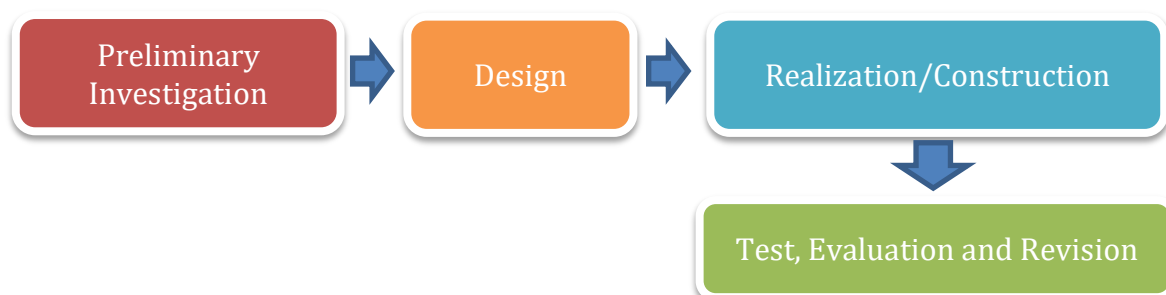 Preliminary
Investigation
Design
Realization/Construction
Test, Evaluation and Revision